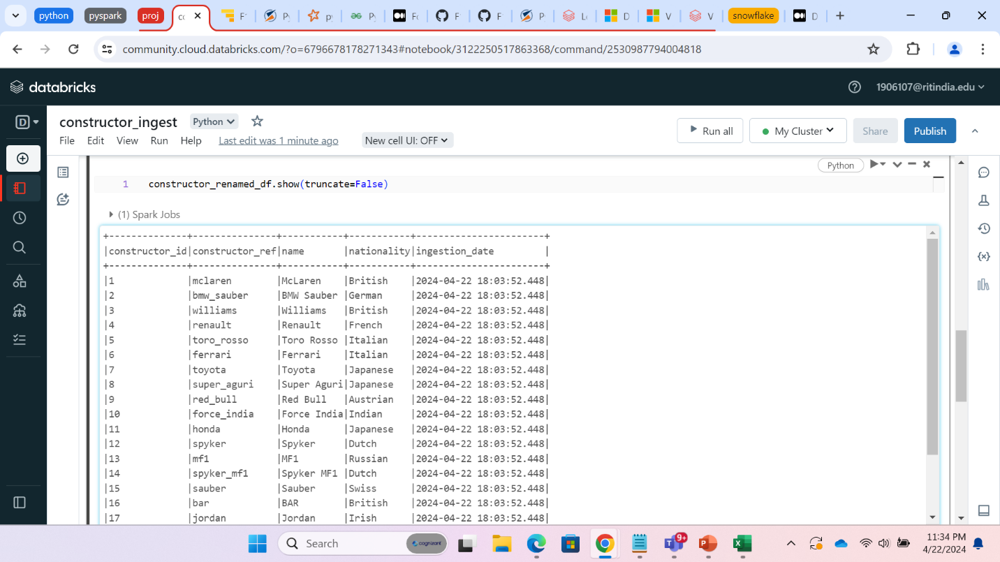 python pyspark proj co F1 Py py Py Fo F F P Lo D V V snowflake D
community.cloud.databricks.com/?o=6796678178271343#notebook/3122250517863368/command/2530987794004818
databricks 1906107@ritindia.edu
D
constructor_ingest Python
File Edit View Run Help Last edit was 1 minute ago New cell UI: OFF
Run all My Cluster Share Publish
Python
1 constructor_renamed_df.show(truncate=False)
(1) Spark Jobs
+--------------+---------------+-----------+-----------+-----------------------+
|constructor_id|constructor_ref|name       |nationality|ingestion_date         |
+--------------+---------------+-----------+-----------+-----------------------+
|1             |mclaren        |McLaren    |British    |2024-04-22 18:03:52.448|
|2             |bmw_sauber     |BMW Sauber |German     |2024-04-22 18:03:52.448|
|3             |williams       |Williams   |British    |2024-04-22 18:03:52.448|
|4             |renault        |Renault    |French     |2024-04-22 18:03:52.448|
|5             |toro_rosso     |Toro Rosso |Italian    |2024-04-22 18:03:52.448|
|6             |ferrari        |Ferrari    |Italian    |2024-04-22 18:03:52.448|
|7             |toyota         |Toyota     |Japanese   |2024-04-22 18:03:52.448|
|8             |super_aguri    |Super Aguri|Japanese   |2024-04-22 18:03:52.448|
|9             |red_bull       |Red Bull   |Austrian   |2024-04-22 18:03:52.448|
|10            |force_india    |Force India|Indian     |2024-04-22 18:03:52.448|
|11            |honda          |Honda      |Japanese   |2024-04-22 18:03:52.448|
|12            |spyker         |Spyker     |Dutch      |2024-04-22 18:03:52.448|
|13            |mf1            |MF1        |Russian    |2024-04-22 18:03:52.448|
|14            |spyker_mf1     |Spyker MF1 |Dutch      |2024-04-22 18:03:52.448|
|15            |sauber         |Sauber     |Swiss      |2024-04-22 18:03:52.448|
|16            |bar            |BAR        |British    |2024-04-22 18:03:52.448|
|17            |jordan         |Jordan     |Irish      |2024-04-22 18:03:52.448|
Search cognizant 9+ 11:34 PM
4/22/2024